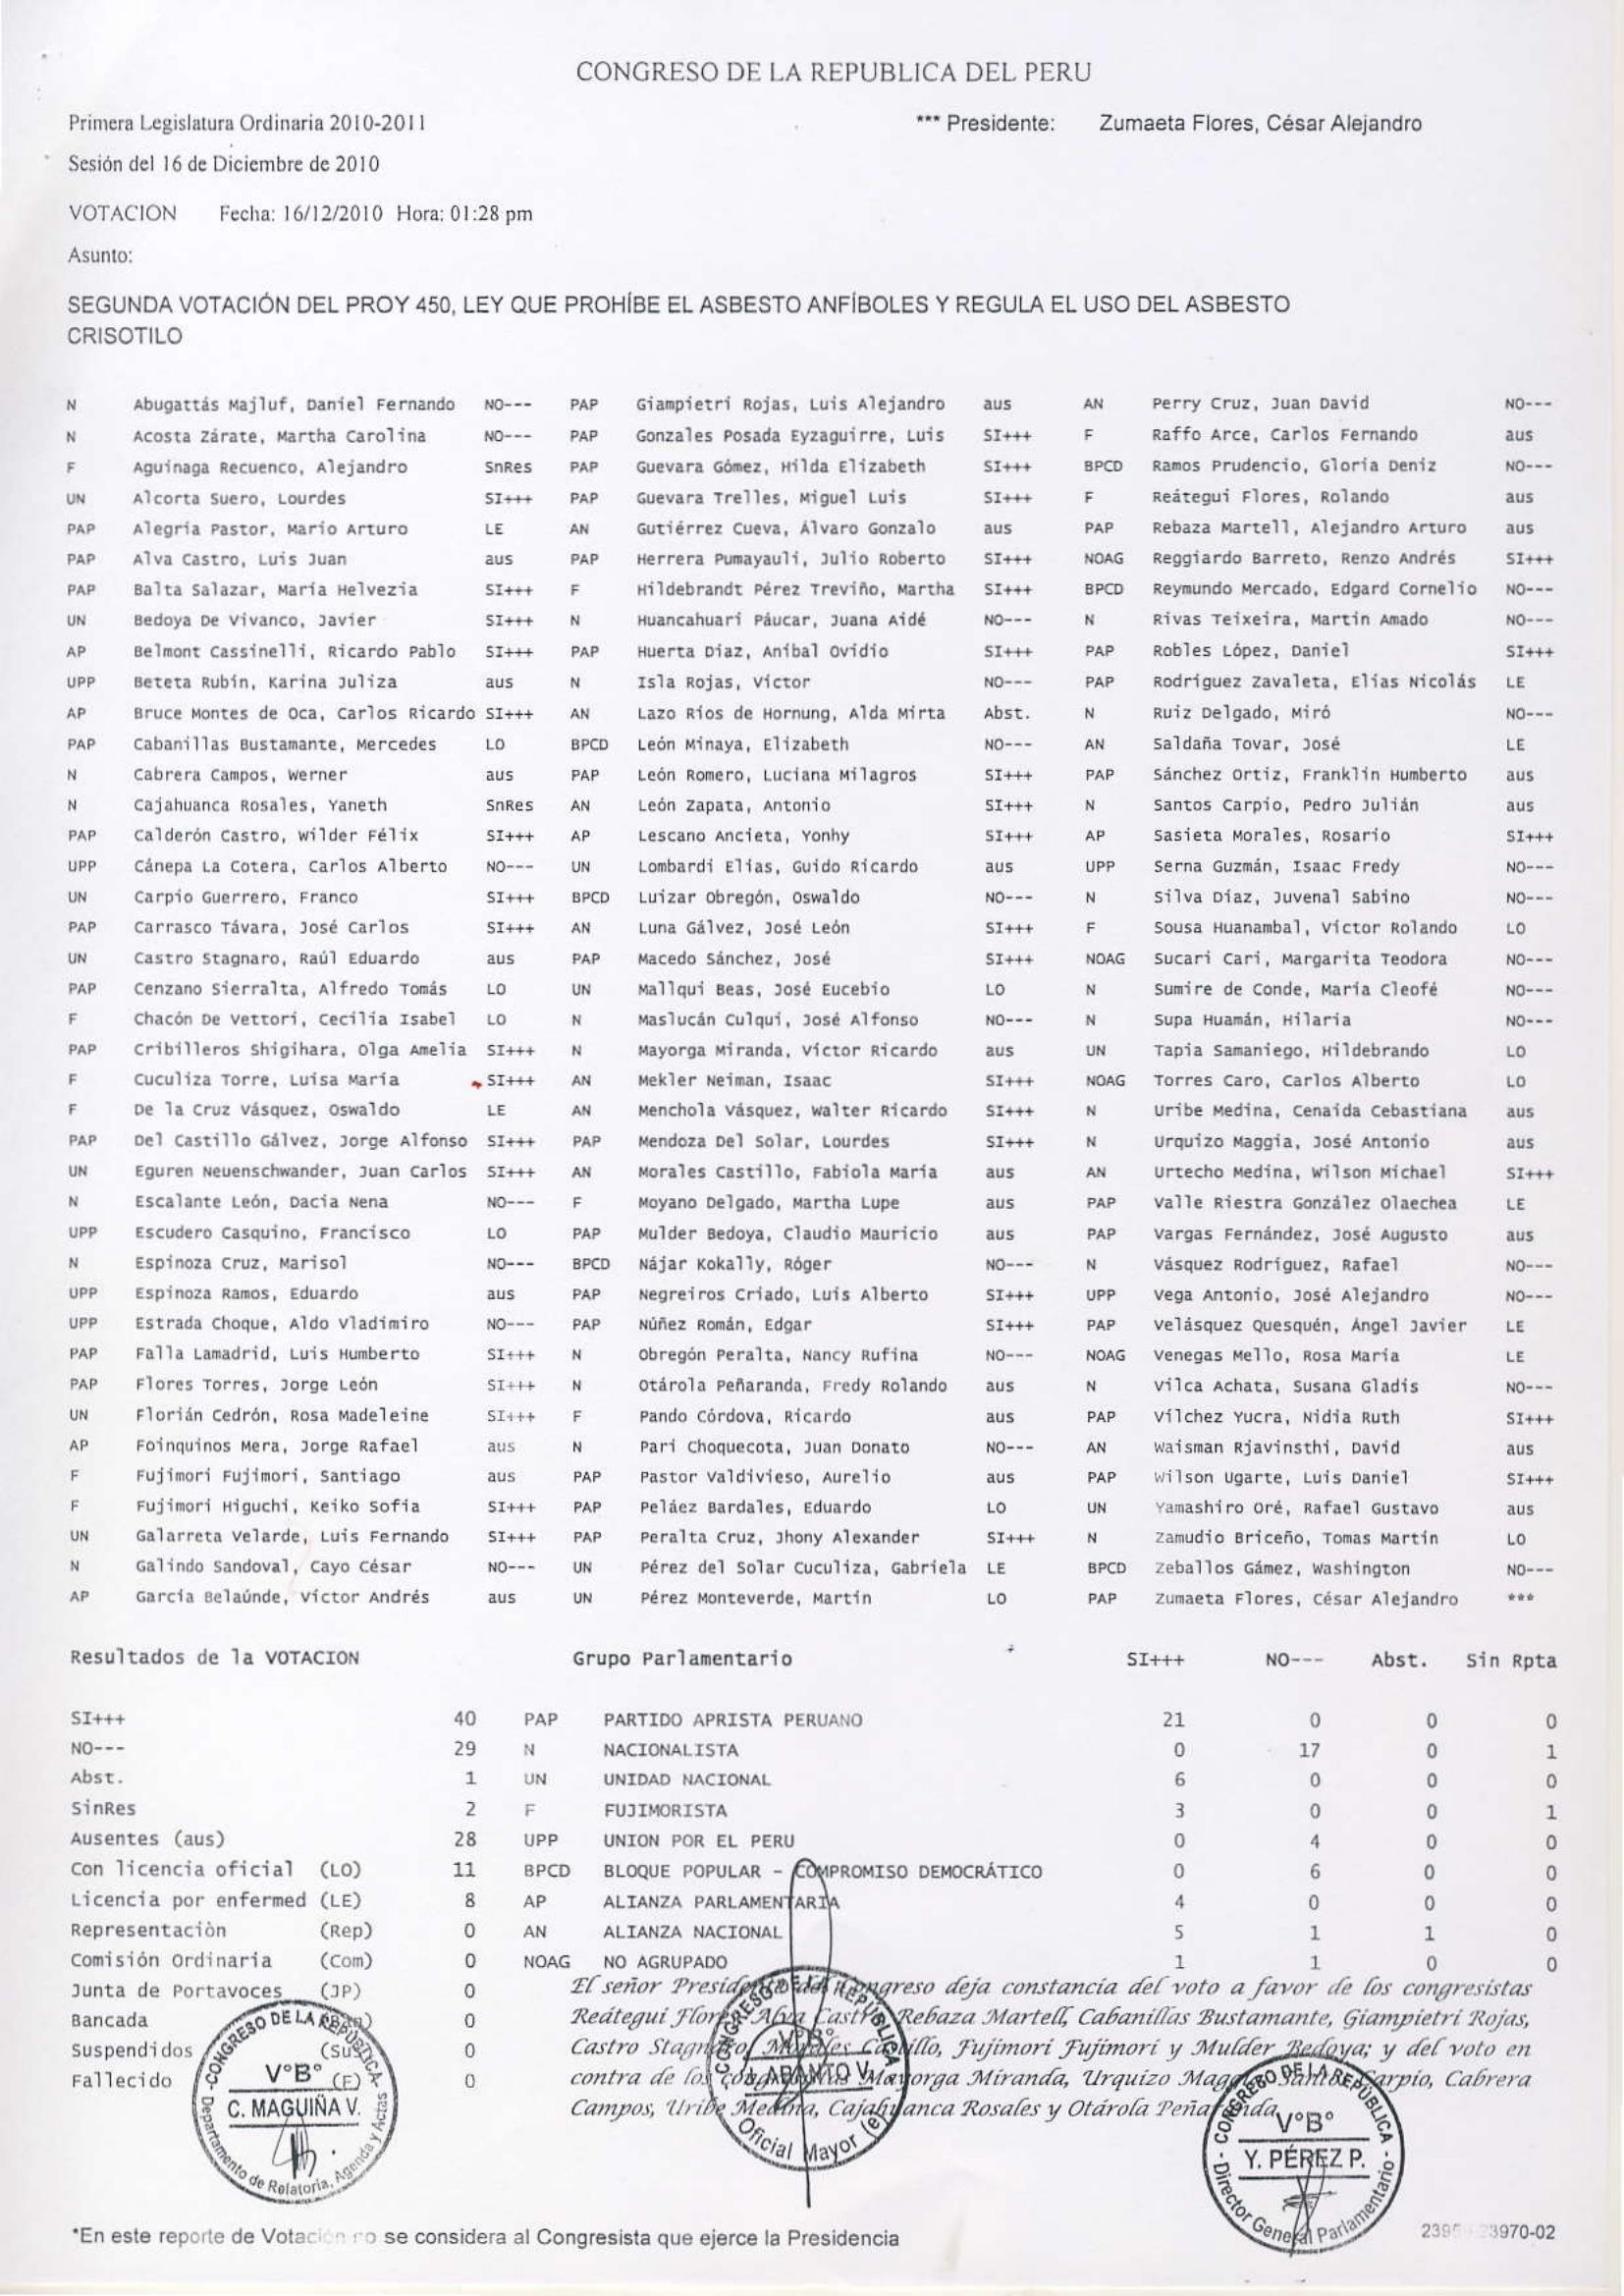 CONGRESO DE LA REPUBLICA DEL PERU
Primera Legislatura Ordinaria 2010-2011 *** Presidente: Zumaeta Flores, César Alejandro
Sesión del 16 de Diciembre de 2010
VOTACION Fecha: 16/12/2010 Hora: 01:28 pm
Asunto:
SEGUNDA VOTACIÓN DEL PROY 450, LEY QUE PROHÍBE EL ASBESTO ANFÍBOLES Y REGULA EL USO DEL ASBESTO
CRISOTILO
N Abugattás Majluf, Daniel Fernando NO--- PAP Giampietri Rojas, Luis Alejandro aus AN Perry Cruz, Juan David NO---
N Acosta Zárate, Martha Carolina NO--- PAP Gonzales Posada Eyzaguirre, Luis SI+++ F Raffo Arce, Carlos Fernando aus
F Aguinaga Recuenco, Alejandro SnRes PAP Guevara Gómez, Hilda Elizabeth SI+++ BPCD Ramos Prudencio, Gloria Deniz NO---
UN Alcorta Suero, Lourdes SI+++ PAP Guevara Trelles, Miguel Luis SI+++ F Reátegui Flores, Rolando aus
PAP Alegría Pastor, Mario Arturo LE AN Gutiérrez Cueva, Álvaro Gonzalo aus PAP Rebaza Martell, Alejandro Arturo aus
PAP Alva Castro, Luis Juan aus PAP Herrera Pumayauli, Julio Roberto SI+++ NOAG Reggiardo Barreto, Renzo Andrés SI+++
PAP Balta Salazar, María Helvezia SI+++ F Hildebrandt Pérez Treviño, Martha SI+++ BPCD Reymundo Mercado, Edgard Cornelio NO---
UN Bedoya De Vivanco, Javier SI+++ N Huancahuari Páucar, Juana Aidé NO--- N Rivas Teixeira, Martín Amado NO---
AP Belmont Cassinelli, Ricardo Pablo SI+++ PAP Huerta Díaz, Aníbal Ovidio SI+++ PAP Robles López, Daniel SI+++
UPP Beteta Rubín, Karina Juliza aus N Isla Rojas, Víctor NO--- PAP Rodríguez Zavaleta, Elías Nicolás LE
AP Bruce Montes de Oca, Carlos Ricardo SI+++ AN Lazo Ríos de Hornung, Alda Mirta Abst. N Ruiz Delgado, Miró NO---
PAP Cabanillas Bustamante, Mercedes LO BPCD León Minaya, Elizabeth NO--- AN Saldaña Tovar, José LE
N Cabrera Campos, Werner aus PAP León Romero, Luciana Milagros SI+++ PAP Sánchez Ortiz, Franklin Humberto aus
N Cajahuanca Rosales, Yaneth SnRes AN León Zapata, Antonio SI+++ N Santos Carpio, Pedro Julián aus
PAP Calderón Castro, Wilder Félix SI+++ AP Lescano Ancieta, Yonhy SI+++ AP Sasieta Morales, Rosario SI+++
UPP Cánepa La Cotera, Carlos Alberto NO--- UN Lombardi Elías, Guido Ricardo aus UPP Serna Guzmán, Isaac Fredy NO---
UN Carpio Guerrero, Franco SI+++ BPCD Luizar Obregón, Oswaldo NO--- N Silva Díaz, Juvenal Sabino NO---
PAP Carrasco Távara, José Carlos SI+++ AN Luna Gálvez, José León SI+++ F Sousa Huanambal, Víctor Rolando LO
UN Castro Stagnaro, Raúl Eduardo aus PAP Macedo Sánchez, José SI+++ NOAG Sucari Cari, Margarita Teodora NO---
PAP Cenzano Sierralta, Alfredo Tomás LO UN Mallqui Beas, José Eucebio LO N Sumire de Conde, María Cleofé NO---
F Chacón De Vettori, Cecilia Isabel LO N Maslucán Culqui, José Alfonso NO--- N Supa Huamán, Hilaria NO---
PAP Cribilleros Shigihara, Olga Amelia SI+++ N Mayorga Miranda, Víctor Ricardo aus UN Tapia Samaniego, Hildebrando LO
F Cuculiza Torre, Luisa María SI+++ AN Mekler Neiman, Isaac SI+++ NOAG Torres Caro, Carlos Alberto LO
F De la Cruz Vásquez, Oswaldo LE AN Menchola Vásquez, Walter Ricardo SI+++ N Uribe Medina, Cenaida Cebastiana aus
PAP Del Castillo Gálvez, Jorge Alfonso SI+++ PAP Mendoza Del Solar, Lourdes SI+++ N Urquizo Maggia, José Antonio aus
UN Eguren Neuenschwander, Juan Carlos SI+++ AN Morales Castillo, Fabiola María aus AN Urtecho Medina, Wilson Michael SI+++
N Escalante León, Dacia Nena NO--- F Moyano Delgado, Martha Lupe aus PAP Valle Riestra González Olaechea LE
UPP Escudero Casquino, Francisco LO PAP Mulder Bedoya, Claudio Mauricio aus PAP Vargas Fernández, José Augusto aus
N Espinoza Cruz, Marisol NO--- BPCD Nájar Kokally, Róger NO--- N Vásquez Rodríguez, Rafael NO---
UPP Espinoza Ramos, Eduardo aus PAP Negreiros Criado, Luis Alberto SI+++ UPP Vega Antonio, José Alejandro NO---
UPP Estrada Choque, Aldo Vladimiro NO--- PAP Núñez Román, Edgar SI+++ PAP Velásquez Quesquén, Ángel Javier LE
PAP Falla Lamadrid, Luis Humberto SI+++ N Obregón Peralta, Nancy Rufina NO--- NOAG Venegas Mello, Rosa María LE
PAP Flores Torres, Jorge León SI+++ N Otárola Peñaranda, Fredy Rolando aus N Vilca Achata, Susana Gladis NO---
UN Florián Cedrón, Rosa Madeleine SI+++ F Pando Córdova, Ricardo aus PAP Vílchez Yucra, Nidia Ruth SI+++
AP Foinquinos Mera, Jorge Rafael aus N Pari Choquecota, Juan Donato NO--- AN Waisman Rjavinsthi, David aus
F Fujimori Fujimori, Santiago aus PAP Pastor Valdivieso, Aurelio aus PAP Wilson Ugarte, Luis Daniel SI+++
F Fujimori Higuchi, Keiko Sofía SI+++ PAP Peláez Bardales, Eduardo LO UN Yamashiro Oré, Rafael Gustavo aus
UN Galarreta Velarde, Luis Fernando SI+++ PAP Peralta Cruz, Jhony Alexander SI+++ N Zamudio Briceño, Tomas Martín LO
N Galindo Sandoval, Cayo César NO--- UN Pérez del Solar Cuculiza, Gabriela LE BPCD Zeballos Gámez, Washington NO---
AP García Belaúnde, Víctor Andrés aus UN Pérez Monteverde, Martín LO PAP Zumaeta Flores, César Alejandro ***
Resultados de la VOTACION Grupo Parlamentario SI+++ NO--- Abst. Sin Rpta
SI+++ 40 PAP PARTIDO APRISTA PERUANO 21 0 0 0
NO--- 29 N NACIONALISTA 0 17 0 1
Abst. 1 UN UNIDAD NACIONAL 6 0 0 0
SinRes 2 F FUJIMORISTA 3 0 0 1
Ausentes (aus) 28 UPP UNION POR EL PERU 0 4 0 0
Con licencia oficial (LO) 11 BPCD BLOQUE POPULAR - COMPROMISO DEMOCRÁTICO 0 6 0 0
Licencia por enfermed (LE) 8 AP ALIANZA PARLAMENTARIA 4 0 0 0
Representación (Rep) 0 AN ALIANZA NACIONAL 5 1 1 0
Comisión Ordinaria (Com) 0 NOAG NO AGRUPADO 1 1 0 0
Junta de Portavoces (JP) 0 El señor Presidente del Congreso deja constancia del voto a favor de los congresistas
Bancada (Ban) 0 Reátegui Flores, Alva Castro, Rebaza Martell, Cabanillas Bustamante, Giampietri Rojas,
Suspendidos (Sus) 0 Castro Stagnaro, Morales Castillo, Fujimori Fujimori y Mulder Bedoya; y del voto en
Fallecido (F) 0 contra de los congresistas Mayorga Miranda, Urquizo Maggia, Santos Carpio, Cabrera
Campos, Uribe Medina, Cajahuanca Rosales y Otárola Peñaranda.
CONGRESO DE LA REPÚBLICA
V°B°
C. MAGUIÑA V.
Departamento de Relatoría, Agenda y Actas
CONGRESO DE LA REPÚBLICA
V°B°
Oficial Mayor (e)
CONGRESO DE LA REPÚBLICA
V°B°
Y. PÉREZ P.
Director General Parlamentario
*En este reporte de Votación no se considera al Congresista que ejerce la Presidencia 3970-02